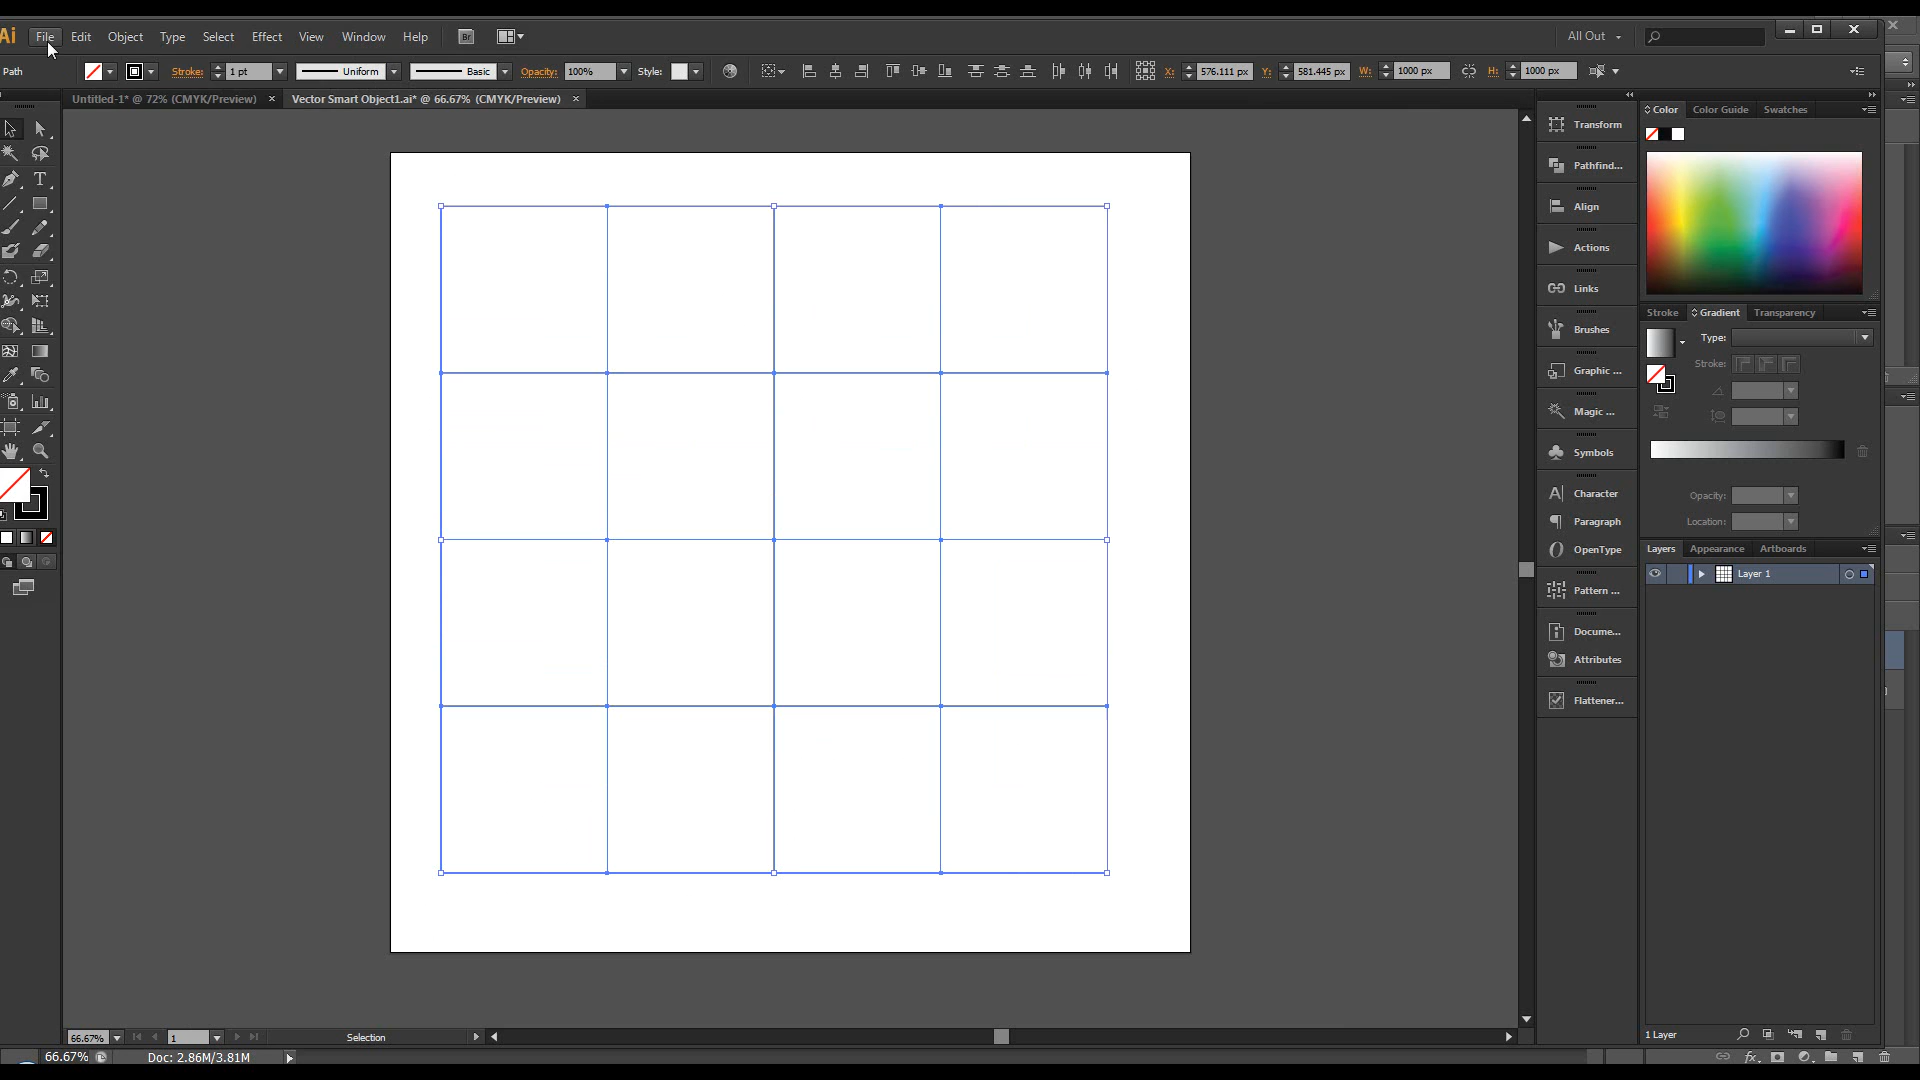 Ai File Edit Object Type Select Effect View Window Help Br All Out
Path Stroke: 1 pt Uniform Basic Opacity: 100% Style: X: 576.111 px Y: 581.445 px W: 1000 px H: 1000 px
Untitled-1* @ 72% (CMYK/Preview) × Vector Smart Object1.ai* @ 66.67% (CMYK/Preview) ×
Transform
Pathfind...
Align
Actions
Links
Brushes
Graphic ...
Magic ...
Symbols
Character
Paragraph
OpenType
Pattern ...
Docume...
Attributes
Flattener...
Color Color Guide Swatches
Stroke Gradient Transparency
Type:
Stroke:
Opacity:
Location:
Layers Appearance Artboards
Layer 1
1 Layer
66.67% 1 Selection
66.67% Doc: 2.86M/3.81M
fx